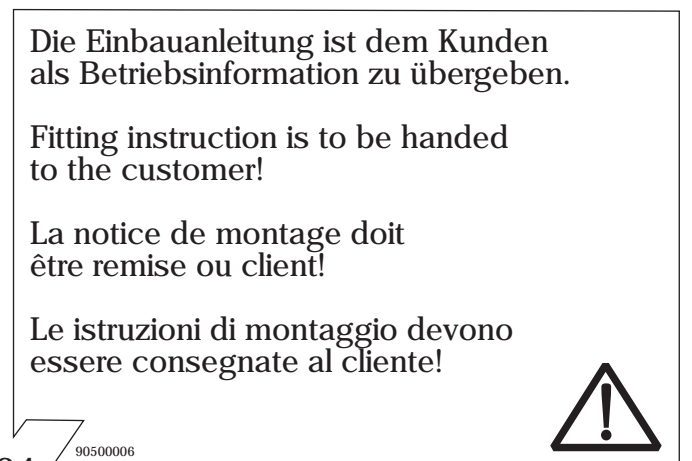 Die Einbauanleitung ist dem Kunden
als Betriebsinformation zu übergeben.
Fitting instruction is to be handed
to the customer!
La notice de montage doit
être remise ou client!
Le istruzioni di montaggio devono
essere consegnate al cliente!
90500006